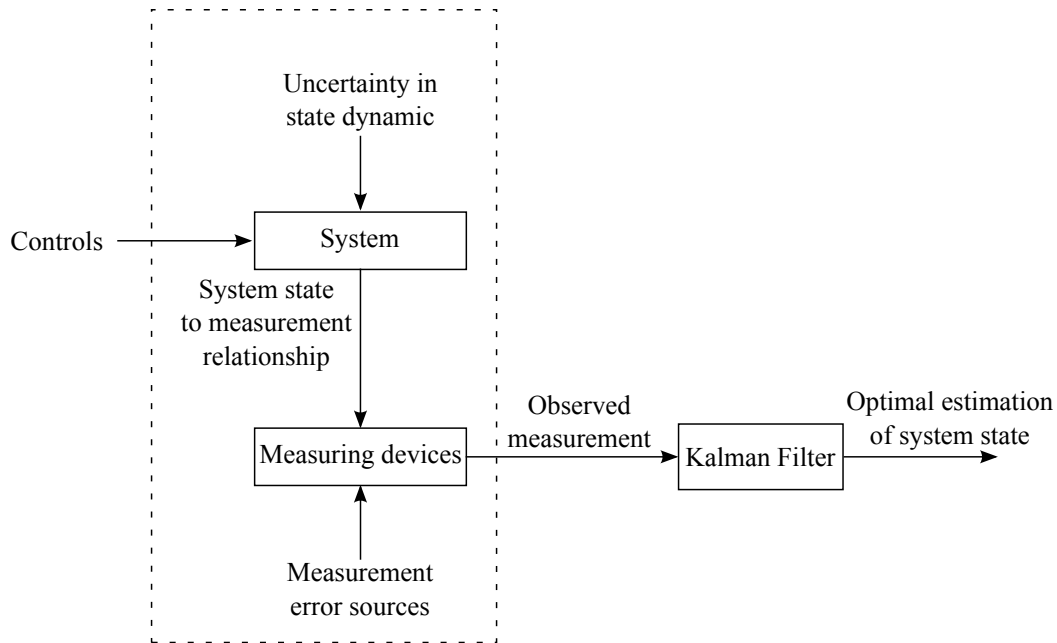 Uncertainty in
state dynamic
Controls
System
System state
to measurement
relationship
Observed
measurement
Optimal estimation
of system state
Measuring devices
Kalman Filter
Measurement
error sources